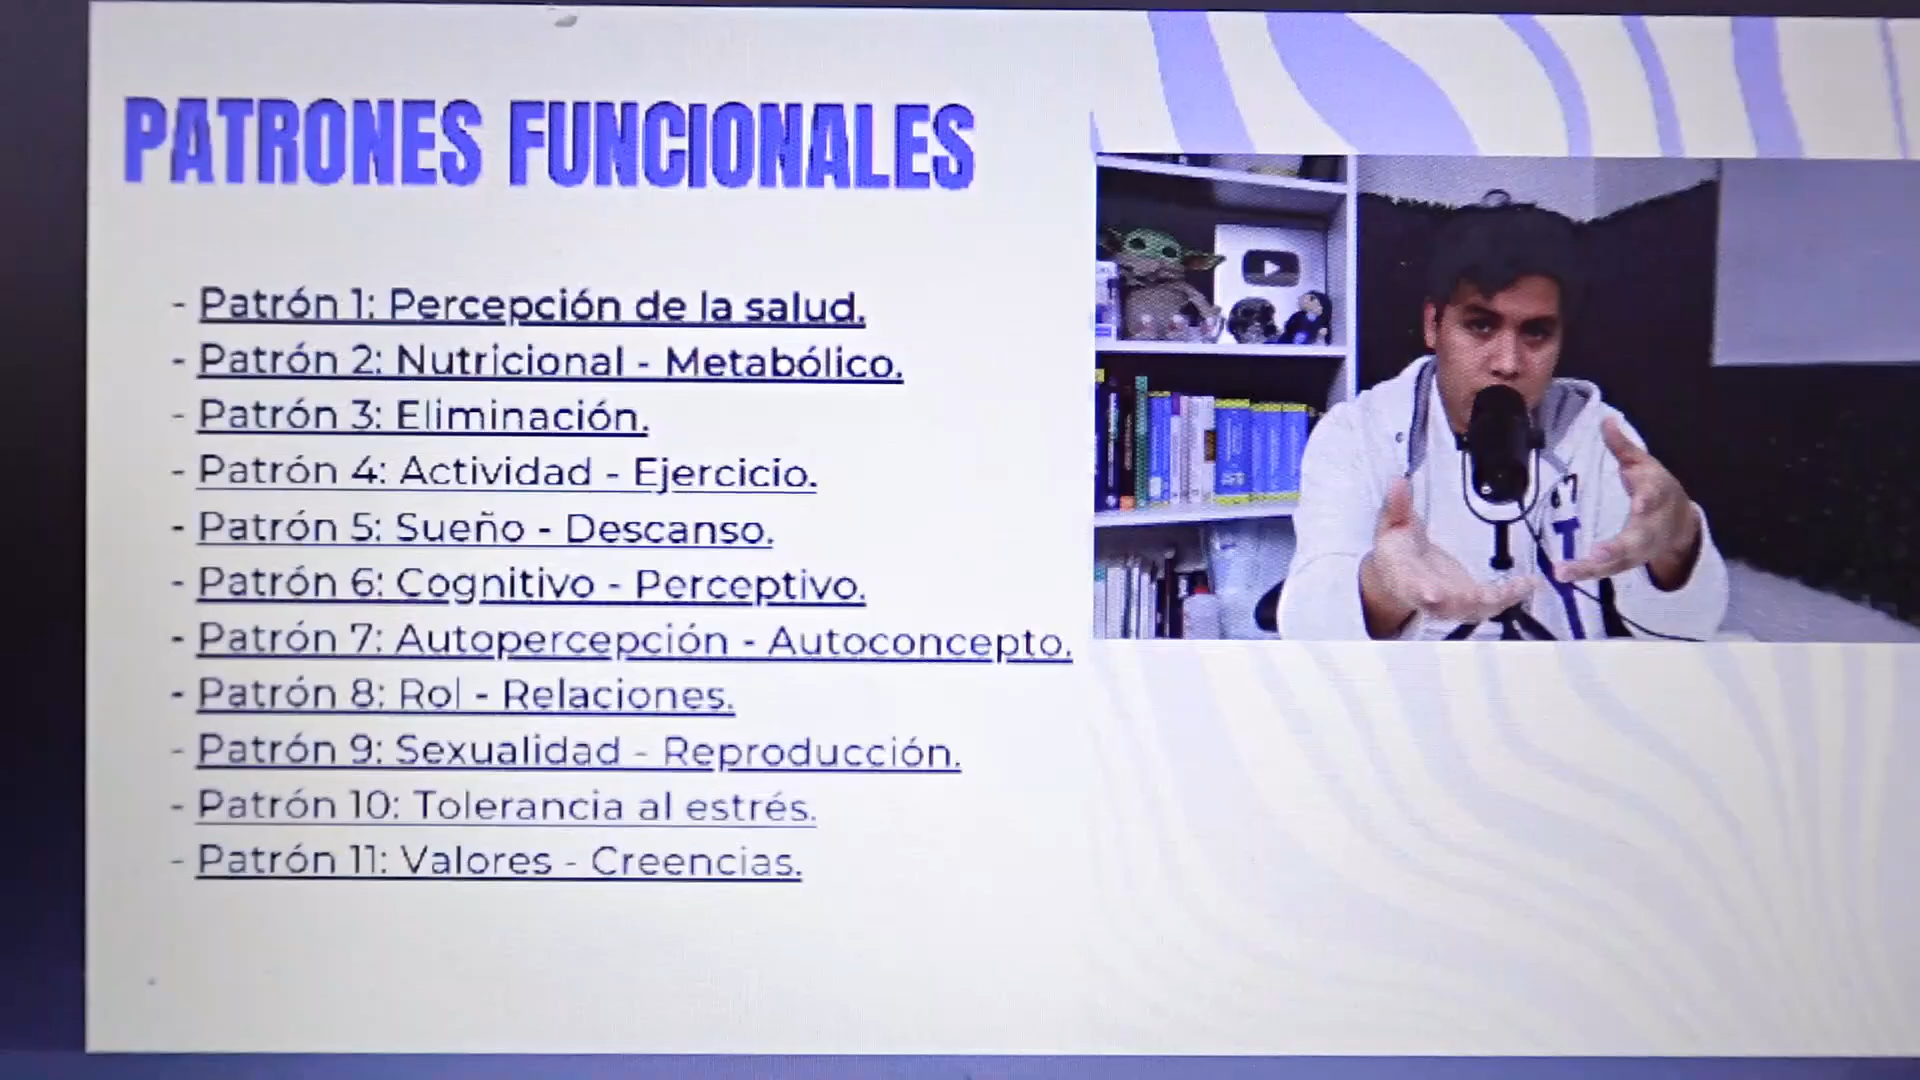 PATRONES FUNCIONALES
- Patrón 1: Percepción de la salud.
- Patrón 2: Nutricional - Metabólico.
- Patrón 3: Eliminación.
- Patrón 4: Actividad - Ejercicio.
- Patrón 5: Sueño - Descanso.
- Patrón 6: Cognitivo - Perceptivo.
- Patrón 7: Autopercepción - Autoconcepto.
- Patrón 8: Rol - Relaciones.
- Patrón 9: Sexualidad - Reproducción.
- Patrón 10: Tolerancia al estrés.
- Patrón 11: Valores - Creencias.